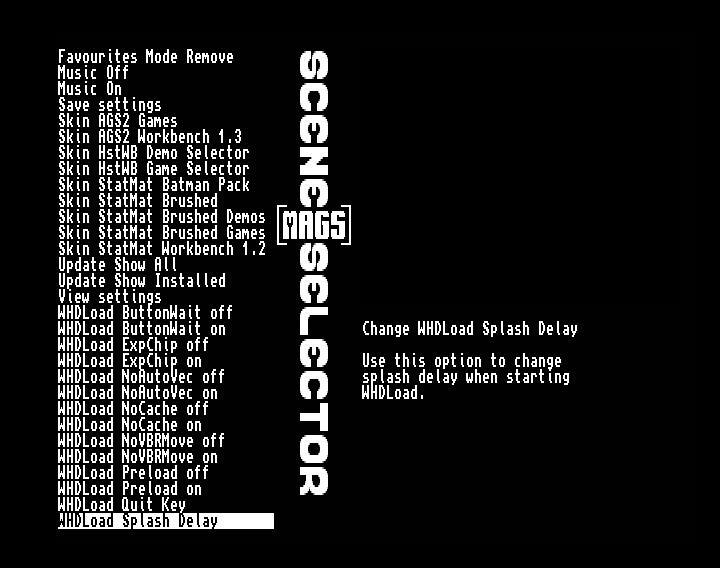 Favourites Mode Remove
Music Off
Music On
Save settings
Skin AGS2 Games
Skin AGS2 Workbench 1.3
Skin HstWB Demo Selector
Skin HstWB Game Selector
Skin StatMat Batman Pack
Skin StatMat Brushed
Skin StatMat Brushed Demos
Skin StatMat Brushed Games
Skin StatMat Workbench 1.2
Update Show All
Update Show Installed
View settings
WHDLoad ButtonWait off
WHDLoad ButtonWait on
WHDLoad ExpChip off
WHDLoad ExpChip on
WHDLoad NoAutoVec off
WHDLoad NoAutoVec on
WHDLoad NoCache off
WHDLoad NoCache on
WHDLoad NoVBRMove off
WHDLoad NoVBRMove on
WHDLoad Preload off
WHDLoad Preload on
WHDLoad Quit Key
WHDLoad Splash Delay
SCENE
[MAGS]
SELECTOR
Change WHDLoad Splash Delay
Use this option to change
splash delay when starting
WHDLoad.